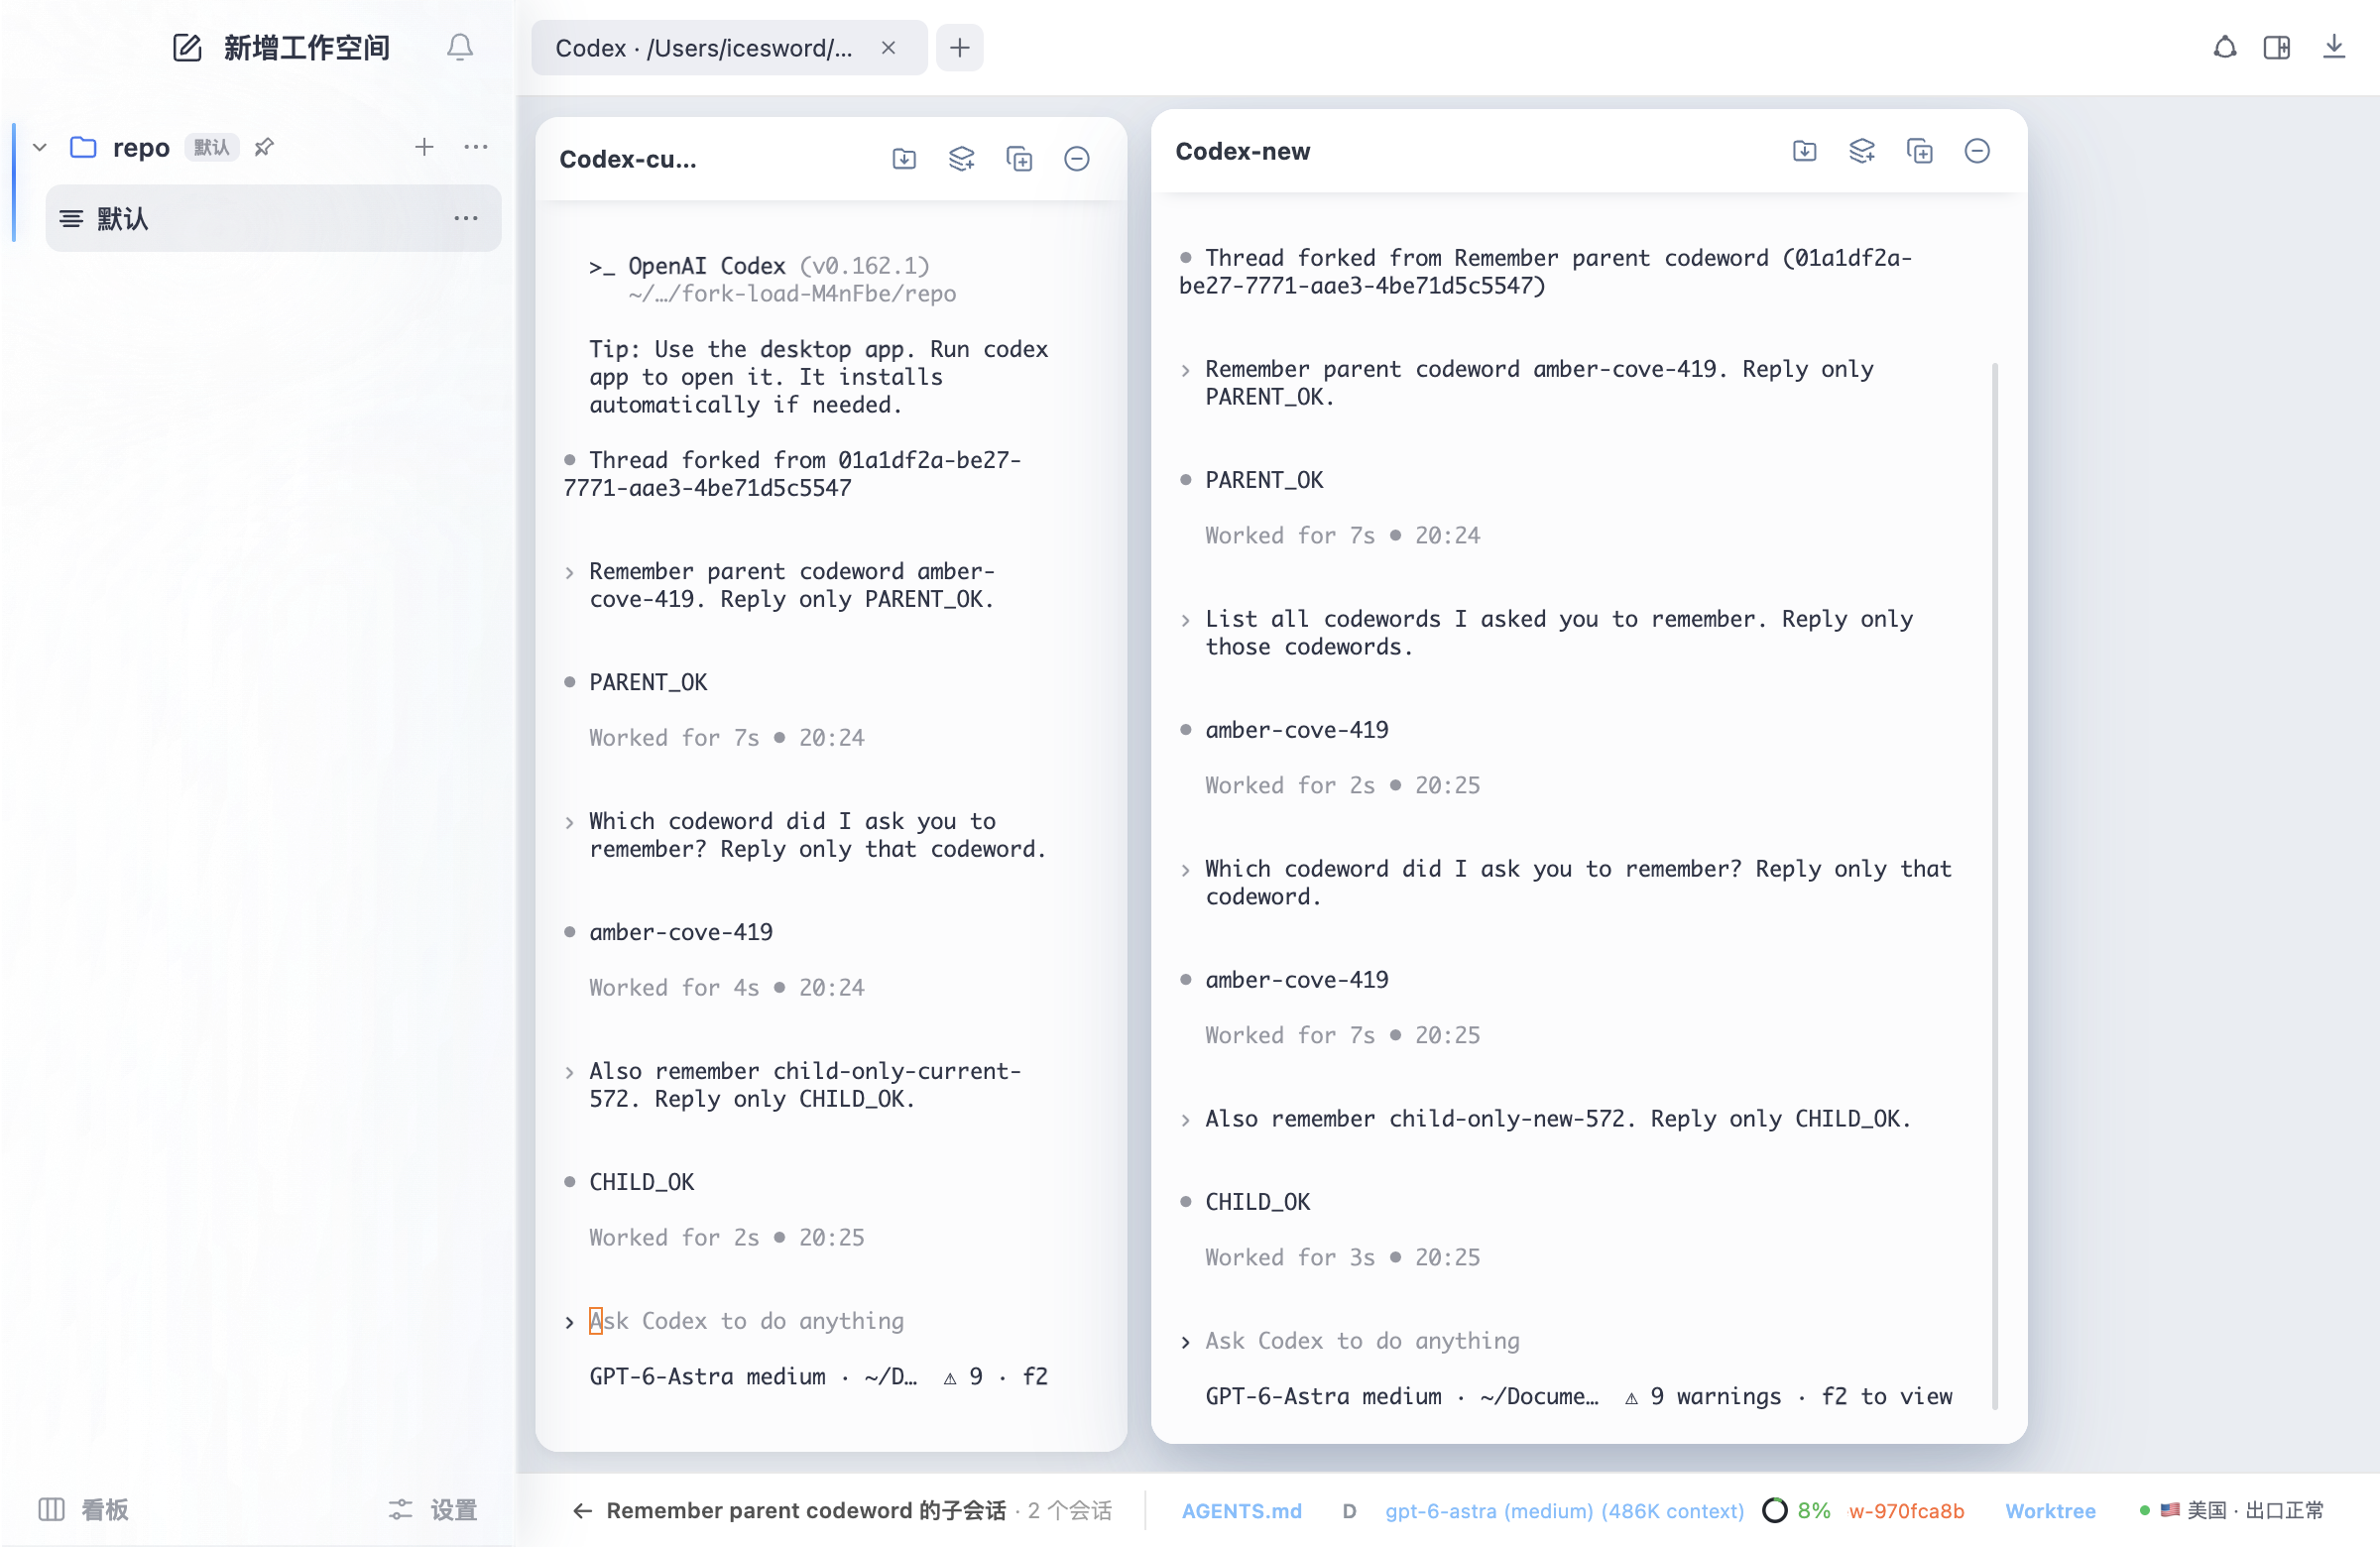 新增工作空间
repo 默认
默认
看板
设置
Codex · /Users/icesword/...
Codex-cu...
>_ OpenAI Codex (v0.162.1)
~/…/fork-load-M4nFbe/repo
Tip: Use the desktop app. Run codex
app to open it. It installs
automatically if needed.
• Thread forked from 01a1df2a-be27-
7771-aae3-4be71d5c5547
› Remember parent codeword amber-
cove-419. Reply only PARENT_OK.
• PARENT_OK
Worked for 7s • 20:24
› Which codeword did I ask you to
remember? Reply only that codeword.
• amber-cove-419
Worked for 4s • 20:24
› Also remember child-only-current-
572. Reply only CHILD_OK.
• CHILD_OK
Worked for 2s • 20:25
› Ask Codex to do anything
GPT-6-Astra medium · ~/D… ⚠ 9 · f2
Codex-new
• Thread forked from Remember parent codeword (01a1df2a-
be27-7771-aae3-4be71d5c5547)
› Remember parent codeword amber-cove-419. Reply only
PARENT_OK.
• PARENT_OK
Worked for 7s • 20:24
› List all codewords I asked you to remember. Reply only
those codewords.
• amber-cove-419
Worked for 2s • 20:25
› Which codeword did I ask you to remember? Reply only that
codeword.
• amber-cove-419
Worked for 7s • 20:25
› Also remember child-only-new-572. Reply only CHILD_OK.
• CHILD_OK
Worked for 3s • 20:25
› Ask Codex to do anything
GPT-6-Astra medium · ~/Docume… ⚠ 9 warnings · f2 to view
← Remember parent codeword 的子会话 · 2 个会话
AGENTS.md D gpt-6-astra (medium) (486K context) 8% w-970fca8b Worktree 🇺🇸 美国 · 出口正常